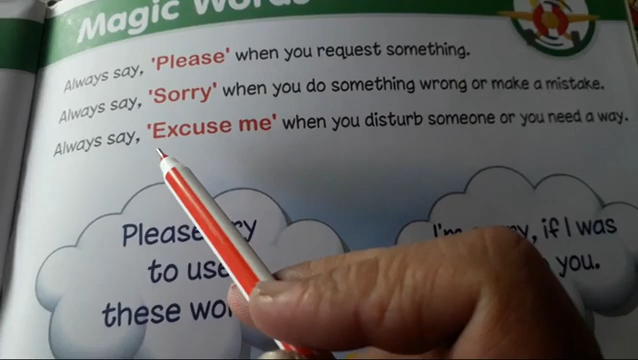 Magic Words
Always say, 'Please' when you request something.
Always say, 'Sorry' when you do something wrong or make a mistake.
Always say, 'Excuse me' when you disturb someone or you need a way.
Please
to use
these
I'm , if I was
you.